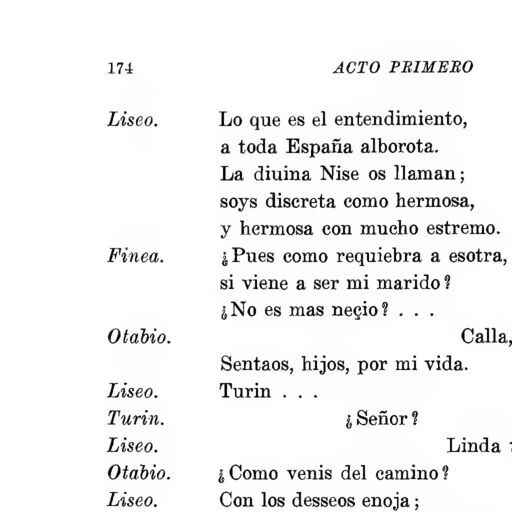 174 ACTO PRIMERO
Liseo. Lo que es el entendimiento,
a toda España alborota.
La diuina Nise os llaman;
soys discreta como hermosa,
y hermosa con mucho estremo.
Finea. ¿Pues como requiebra a esotra,
si viene a ser mi marido?
¿No es mas neçio? . . .
Otabio. Calla,
Sentaos, hijos, por mi vida.
Liseo. Turin . . .
Turin. ¿Señor?
Liseo. Linda
Otabio. ¿Como venis del camino?
Liseo. Con los desseos enoja;